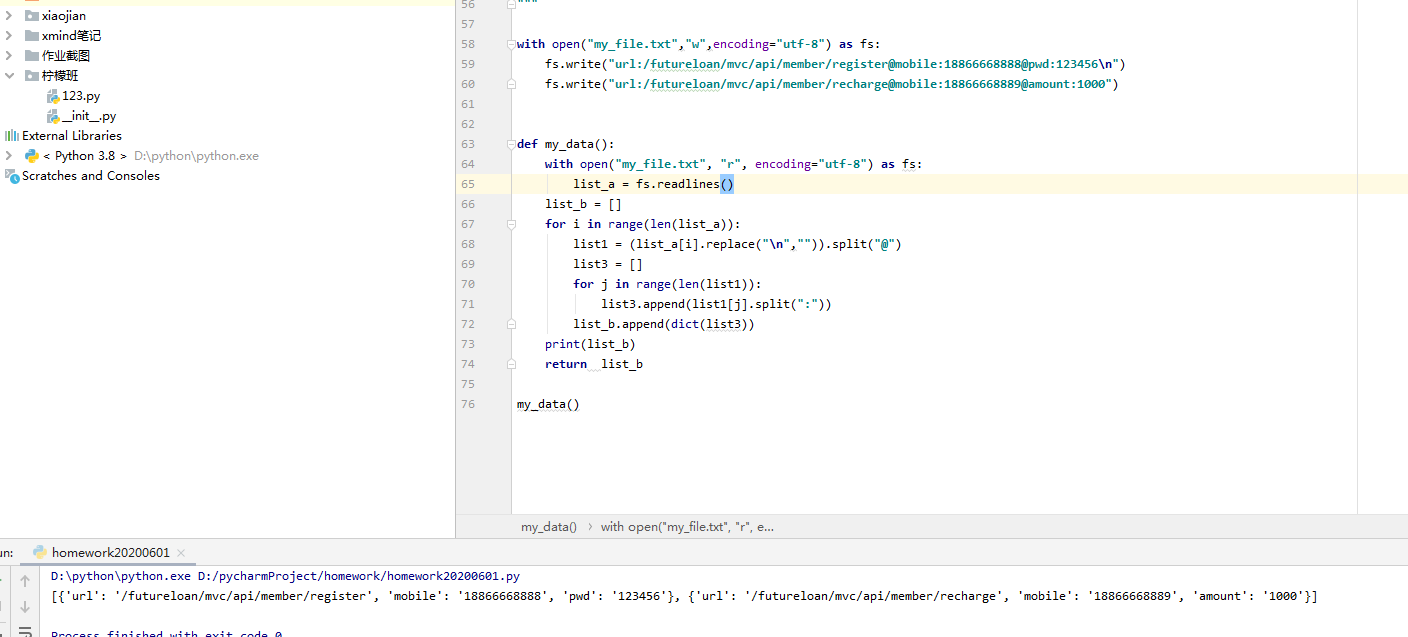 xiaojian
xmind笔记
作业截图
柠檬班
123.py
__init__.py
External Libraries
< Python 3.8 > D:\python\python.exe
Scratches and Consoles
56 """
57
58 with open("my_file.txt","w",encoding="utf-8") as fs:
59 fs.write("url:/futureloan/mvc/api/member/register@mobile:18866668888@pwd:123456\n")
60 fs.write("url:/futureloan/mvc/api/member/recharge@mobile:18866668889@amount:1000")
61
62
63 def my_data():
64 with open("my_file.txt", "r", encoding="utf-8") as fs:
65 list_a = fs.readlines()
66 list_b = []
67 for i in range(len(list_a)):
68 list1 = (list_a[i].replace("\n","")).split("@")
69 list3 = []
70 for j in range(len(list1)):
71 list3.append(list1[j].split(":"))
72 list_b.append(dict(list3))
73 print(list_b)
74 return  list_b
75
76 my_data()
my_data() › with open("my_file.txt", "r", e...
un: homework20200601 ×
D:\python\python.exe D:/pycharmProject/homework/homework20200601.py
[{'url': '/futureloan/mvc/api/member/register', 'mobile': '18866668888', 'pwd': '123456'}, {'url': '/futureloan/mvc/api/member/recharge', 'mobile': '18866668889', 'amount': '1000'}]
Process finished with exit code 0